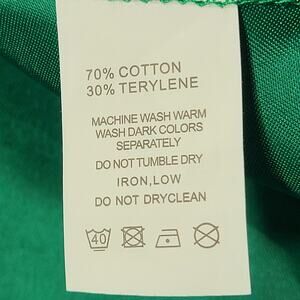 70% COTTON
30% TERYLENE
MACHINE WASH WARM
WASH DARK COLORS
SEPARATELY
DO NOT TUMBLE DRY
IRON,LOW
DO NOT DRYCLEAN
40